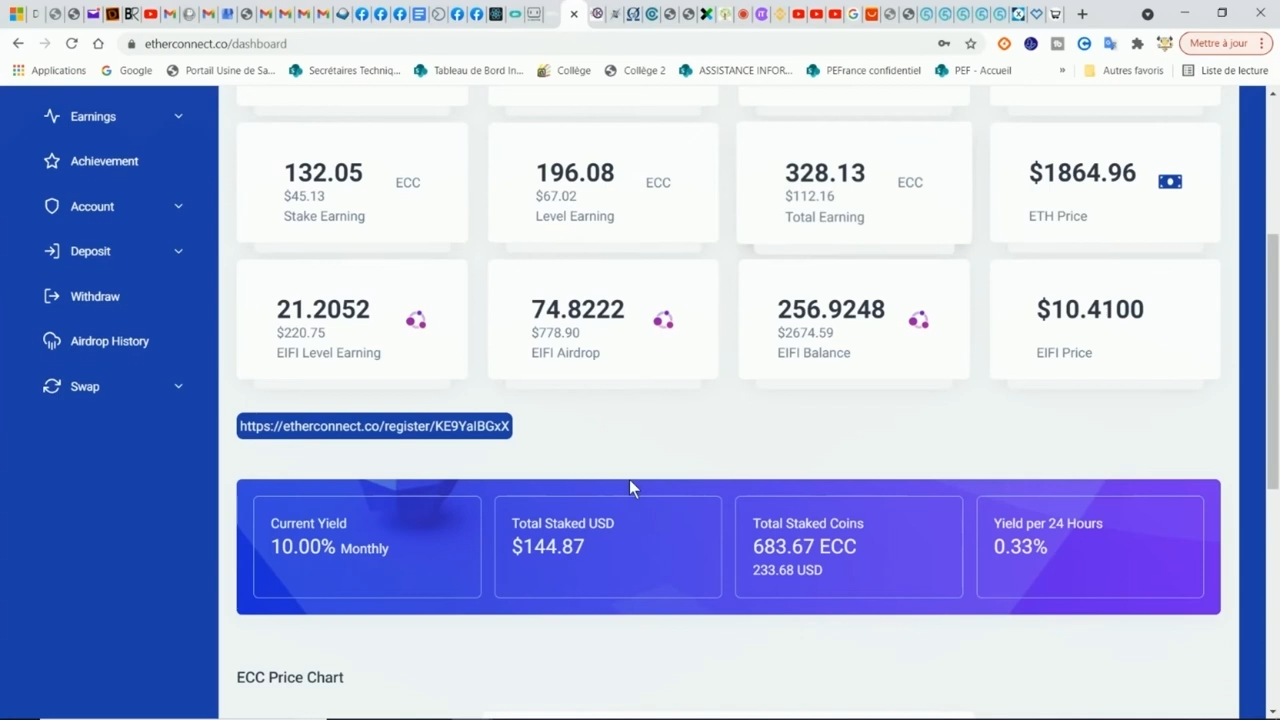 etherconnect.co/dashboard
Mettre à jour
Applications
Google
Portail Usine de Sa...
Secrétaires Techniq...
Tableau de Bord In...
Collège
Collège 2
ASSISTANCE INFOR...
PEFrance confidentiel
PEF - Accueil
»
Autres favoris
Liste de lecture
Earnings
Achievement
Account
Deposit
Withdraw
Airdrop History
Swap
132.05
ECC
$45.13
Stake Earning
196.08
ECC
$67.02
Level Earning
328.13
ECC
$112.16
Total Earning
$1864.96
ETH Price
21.2052
$220.75
EIFI Level Earning
74.8222
$778.90
EIFI Airdrop
256.9248
$2674.59
EIFI Balance
$10.4100
EIFI Price
Current Yield
10.00% Monthly
Total Staked USD
$144.87
Total Staked Coins
683.67 ECC
233.68 USD
Yield per 24 Hours
0.33%
ECC Price Chart